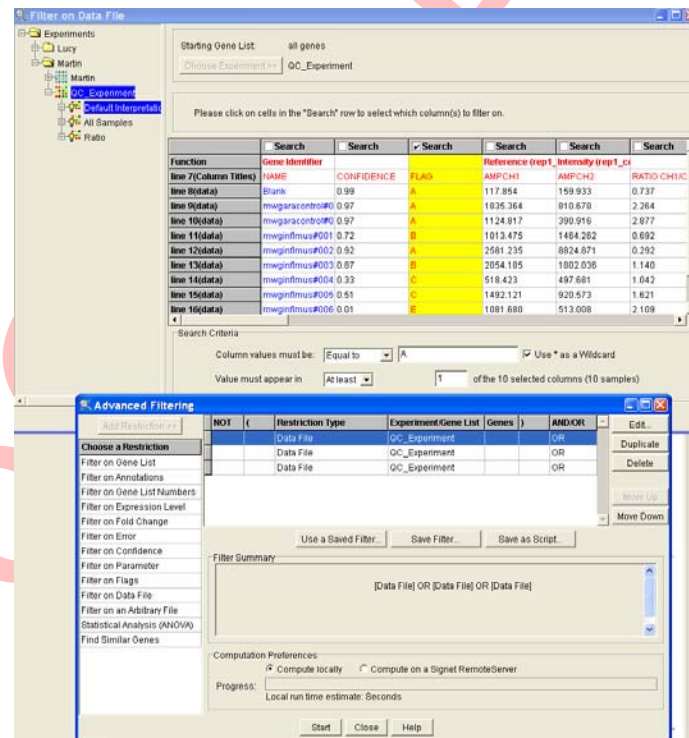 Filter on Data File
Experiments
Lucy
Martin
Martin
QC_Experiment
Default Interpretatio
All Samples
Ratio
Starting Gene List: all genes
Choose Experiment >> QC_Experiment
Please click on cells in the "Search" row to select which column(s) to filter on.
Search Search Search Search Search Search
Function Gene Identifier Reference (rep1_ Intensity (rep1_c
line 7(Column Titles) NAME CONFIDENCE FLAG AMPCH1 AMPCH2 RATIO CH1/C
line 8(data) Blank 0.99 A 117.854 159.933 0.737
line 9(data) mwgaracontrol#0 0.97 A 1835.364 810.678 2.264
line 10(data) mwgaracontrol#0 0.97 A 1124.817 390.916 2.877
line 11(data) mwginflmus#001 0.72 B 1013.475 1464.262 0.692
line 12(data) mwginflmus#002 0.92 A 2581.235 8824.871 0.292
line 13(data) mwginflmus#003 0.87 B 2054.185 1802.036 1.140
line 14(data) mwginflmus#004 0.33 C 518.423 497.681 1.042
line 15(data) mwginflmus#005 0.51 C 1492.121 920.573 1.621
line 16(data) mwginflmus#006 0.01 E 1081.680 513.008 2.109
Search Criteria
Column values must be: Equal to A Use * as a Wildcard
Value must appear in At least 1 of the 10 selected columns (10 samples)
Advanced Filtering
Add Restriction >> NOT ( Restriction Type Experiment/Gene List Genes ) AND/OR Edit...
Data File QC_Experiment OR Duplicate
Choose a Restriction Data File QC_Experiment OR
Filter on Gene List Data File QC_Experiment OR Delete
Filter on Annotations
Filter on Gene List Numbers Move Up
Filter on Expression Level
Filter on Fold Change Move Down
Filter on Error Use a Saved Filter... Save Filter... Save as Script...
Filter on Confidence
Filter on Parameter Filter Summary
Filter on Flags [Data File] OR [Data File] OR [Data File]
Filter on Data File
Filter on an Arbitrary File
Statistical Analysis (ANOVA)
Find Similar Genes
Computation Preferences
Compute locally Compute on a Signet RemoteServer
Progress:
Local run time estimate: Seconds
Start Close Help